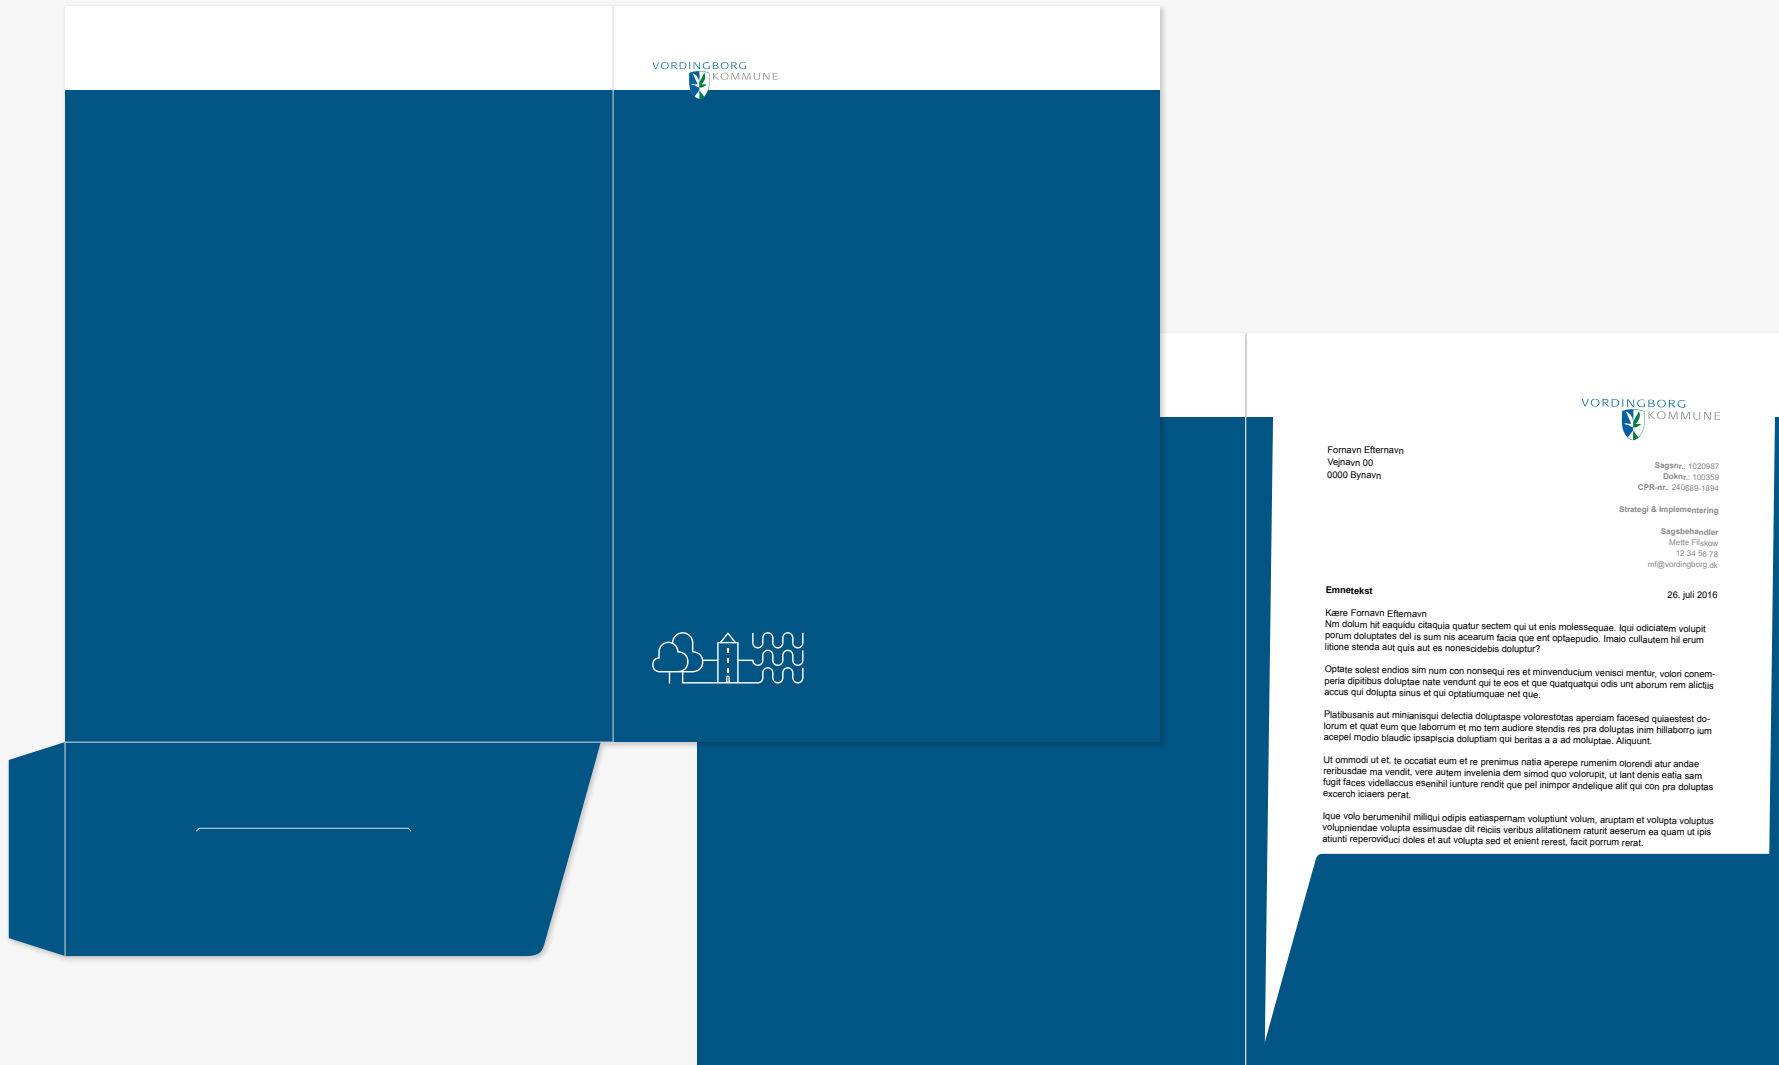 VORDINGBORG
KOMMUNE
VORDINGBORG
KOMMUNE
Fornavn Efternavn
Vejnavn 00
0000 Bynavn
Sagsnr.: 1020987
Doknr.: 100359
CPR-nr.: 240689-1894
Strategi & Implementering
Sagsbehandler
Mette Filskow
12 34 56 78
mf@vordingborg.dk
Emnetekst
26. juli 2016
Kære Fornavn Efternavn
Nm dolum hit eaquidu citaquia quatur sectem qui ut enis molessequae. Iqui odiciatem volupit
porum doluptates del is sum nis acearum facia que ent optaepudio. Imaio cullautem hil erum
litione stenda aut quis aut es nonescidebis doluptur?
Optate solest endios sim num con nonsequi res et minvenducium venisci mentur, volori conem-
peria dipitibus doluptae nate vendunt qui te eos et que quatquatqui odis unt aborum rem alictiis
accus qui dolupta sinus et qui optatiumquae net que.
Platibusanis aut minianisqui delectia doluptaspe volorestotas aperciam facesed quiaestest do-
lorum et quat eum que laborrum et mo tem audiore stendis res pra doluptas inim hillaborro ium
acepel modio blaudic ipsapiscia doluptiam qui beritas a a ad moluptae. Aliquunt.
Ut ommodi ut et, te occatiat eum et re prenimus natia aperepe rumenim olorendi atur andae
reribusdae ma vendit, vere autem invelenia dem simod quo volorupit, ut lant denis eatia sam
fugit faces videllaccus esenihil iunture rendit que pel inimpor andelique alit qui con pra doluptas
excerch iciaers perat.
Ique volo berumenihil miliqui odipis eatiaspernam voluptiunt volum, aruptam et volupta voluptus
volupniendae volupta essimusdae dit reiciis veribus alitationem raturit aeserum ea quam ut ipis
atiunti reperoviduci doles et aut volupta sed et enient rerest, facit porrum rerat.